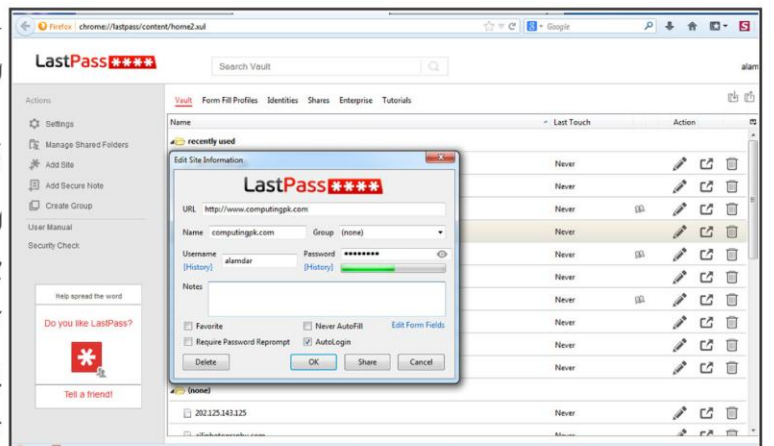 Firefox chrome://lastpass/content/home2.xul
Google
LastPass ****
Search Vault
alam
Actions
Settings
Manage Shared Folders
Add Site
Add Secure Note
Create Group
User Manual
Security Check
Help spread the word
Do you like LastPass?
Tell a friend!
Vault Form Fill Profiles Identities Shares Enterprise Tutorials
Name Last Touch Action
recently used
Never
Never
Never
Never
Never
Never
Never
Never
Never
Never
(none)
202.125.143.125 Never
Edit Site Information
LastPass ****
URL http://www.computingpk.com
Name computingpk.com Group (none)
Username alamdar Password ********
[History] [History]
Notes
Favorite Never AutoFill Edit Form Fields
Require Password Reprompt AutoLogin
Delete OK Share Cancel